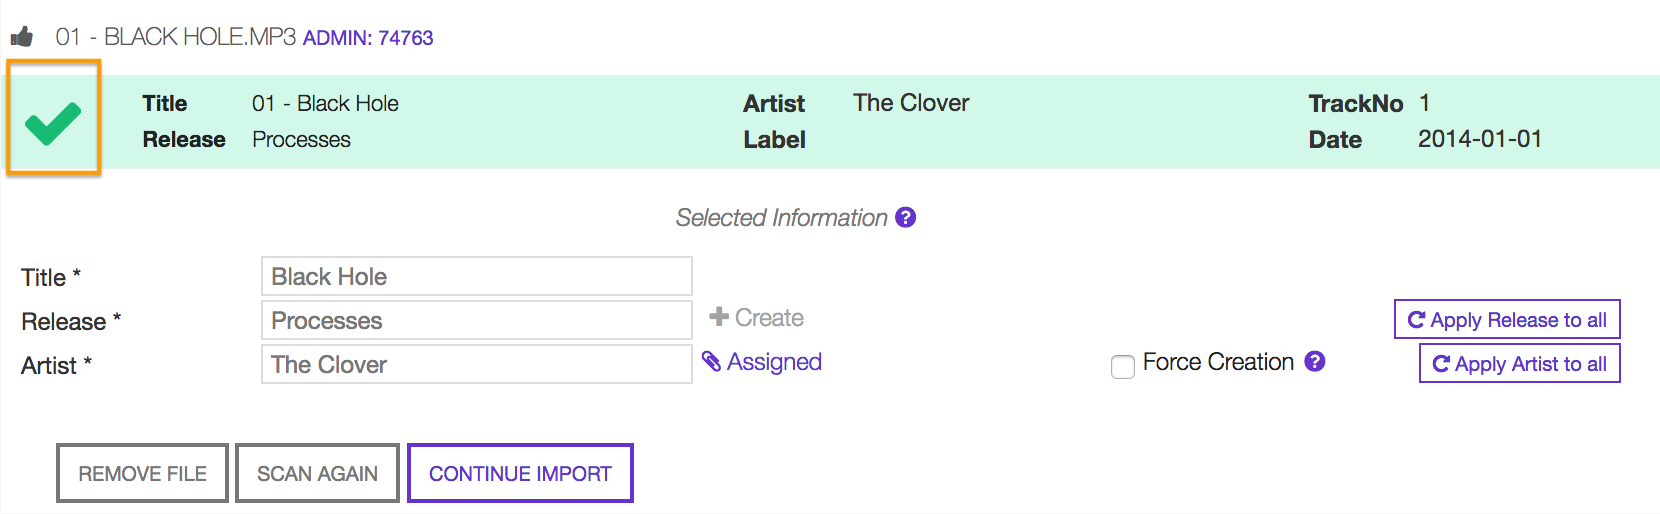 01 - BLACK HOLE.MP3 ADMIN: 74763
Title 01 - Black Hole Artist The Clover TrackNo 1
Release Processes Label Date 2014-01-01
Selected Information ?
Title * Black Hole
Release * Processes Create Apply Release to all
Artist * The Clover Assigned Force Creation ? Apply Artist to all
REMOVE FILE SCAN AGAIN CONTINUE IMPORT